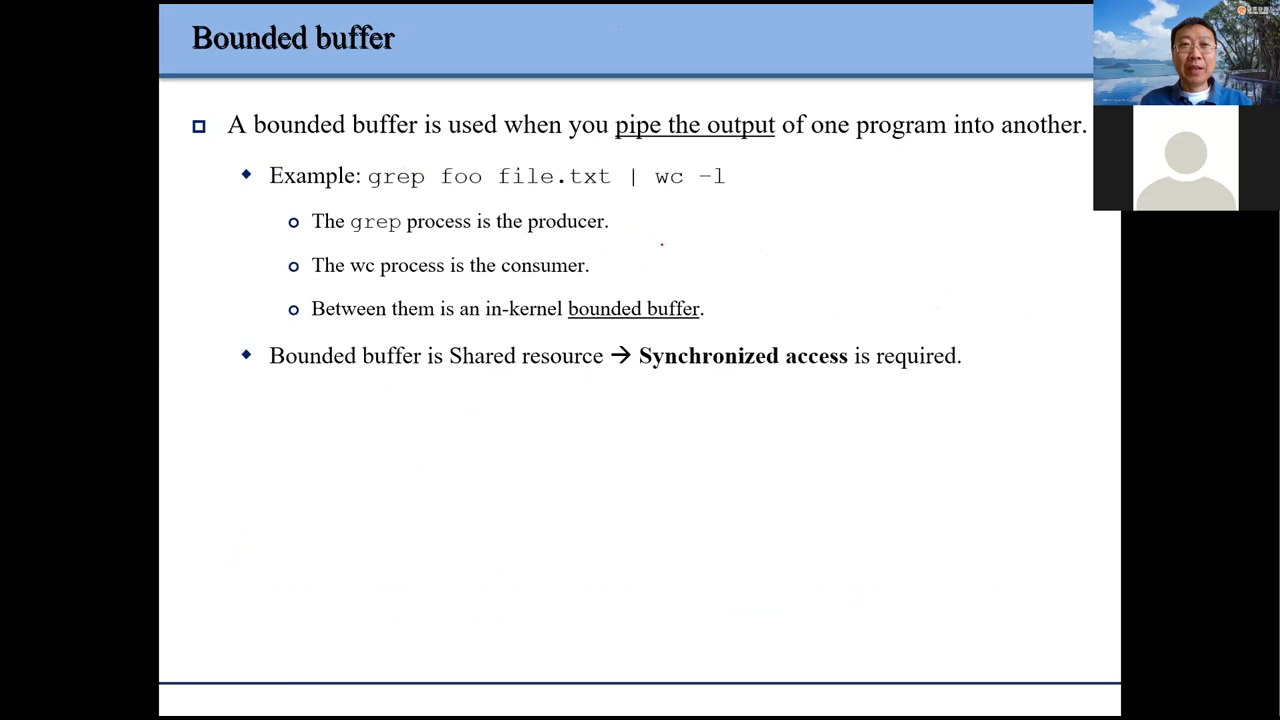 Bounded buffer
A bounded buffer is used when you pipe the output of one program into another.
Example: grep foo file.txt | wc –l
The grep process is the producer.
The wc process is the consumer.
Between them is an in-kernel bounded buffer.
Bounded buffer is Shared resource → Synchronized access is required.